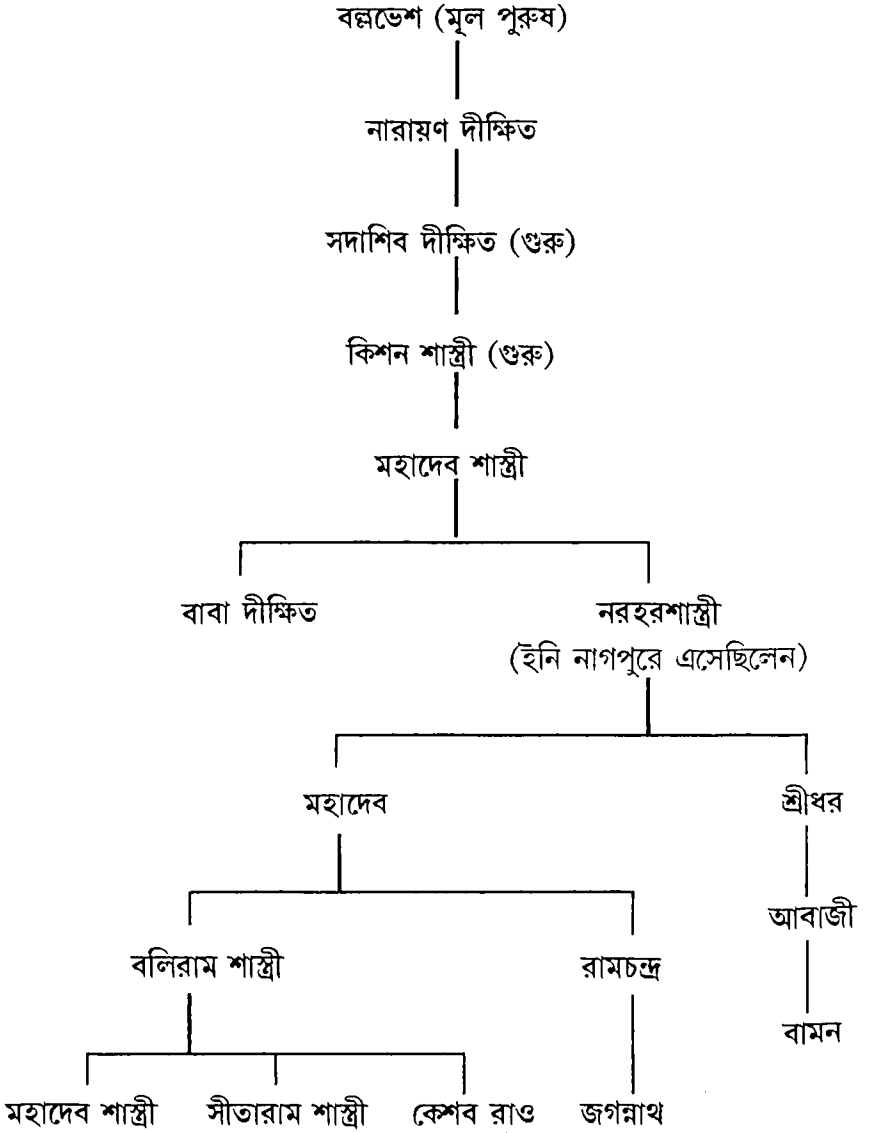 বল্লভেশ (মূল পুরুষ)
নারায়ণ দীক্ষিত
সদাশিব দীক্ষিত (গুরু)
কিশন শাস্ত্রী (গুরু)
মহাদেব শাস্ত্রী
বাবা দীক্ষিত নরহরশাস্ত্রী
(ইনি নাগপুরে এসেছিলেন)
মহাদেব শ্রীধর
আবাজী
বলিরাম শাস্ত্রী রামচন্দ্র
বামন
মহাদেব শাস্ত্রী সীতারাম শাস্ত্রী কেশব রাও জগন্নাথ